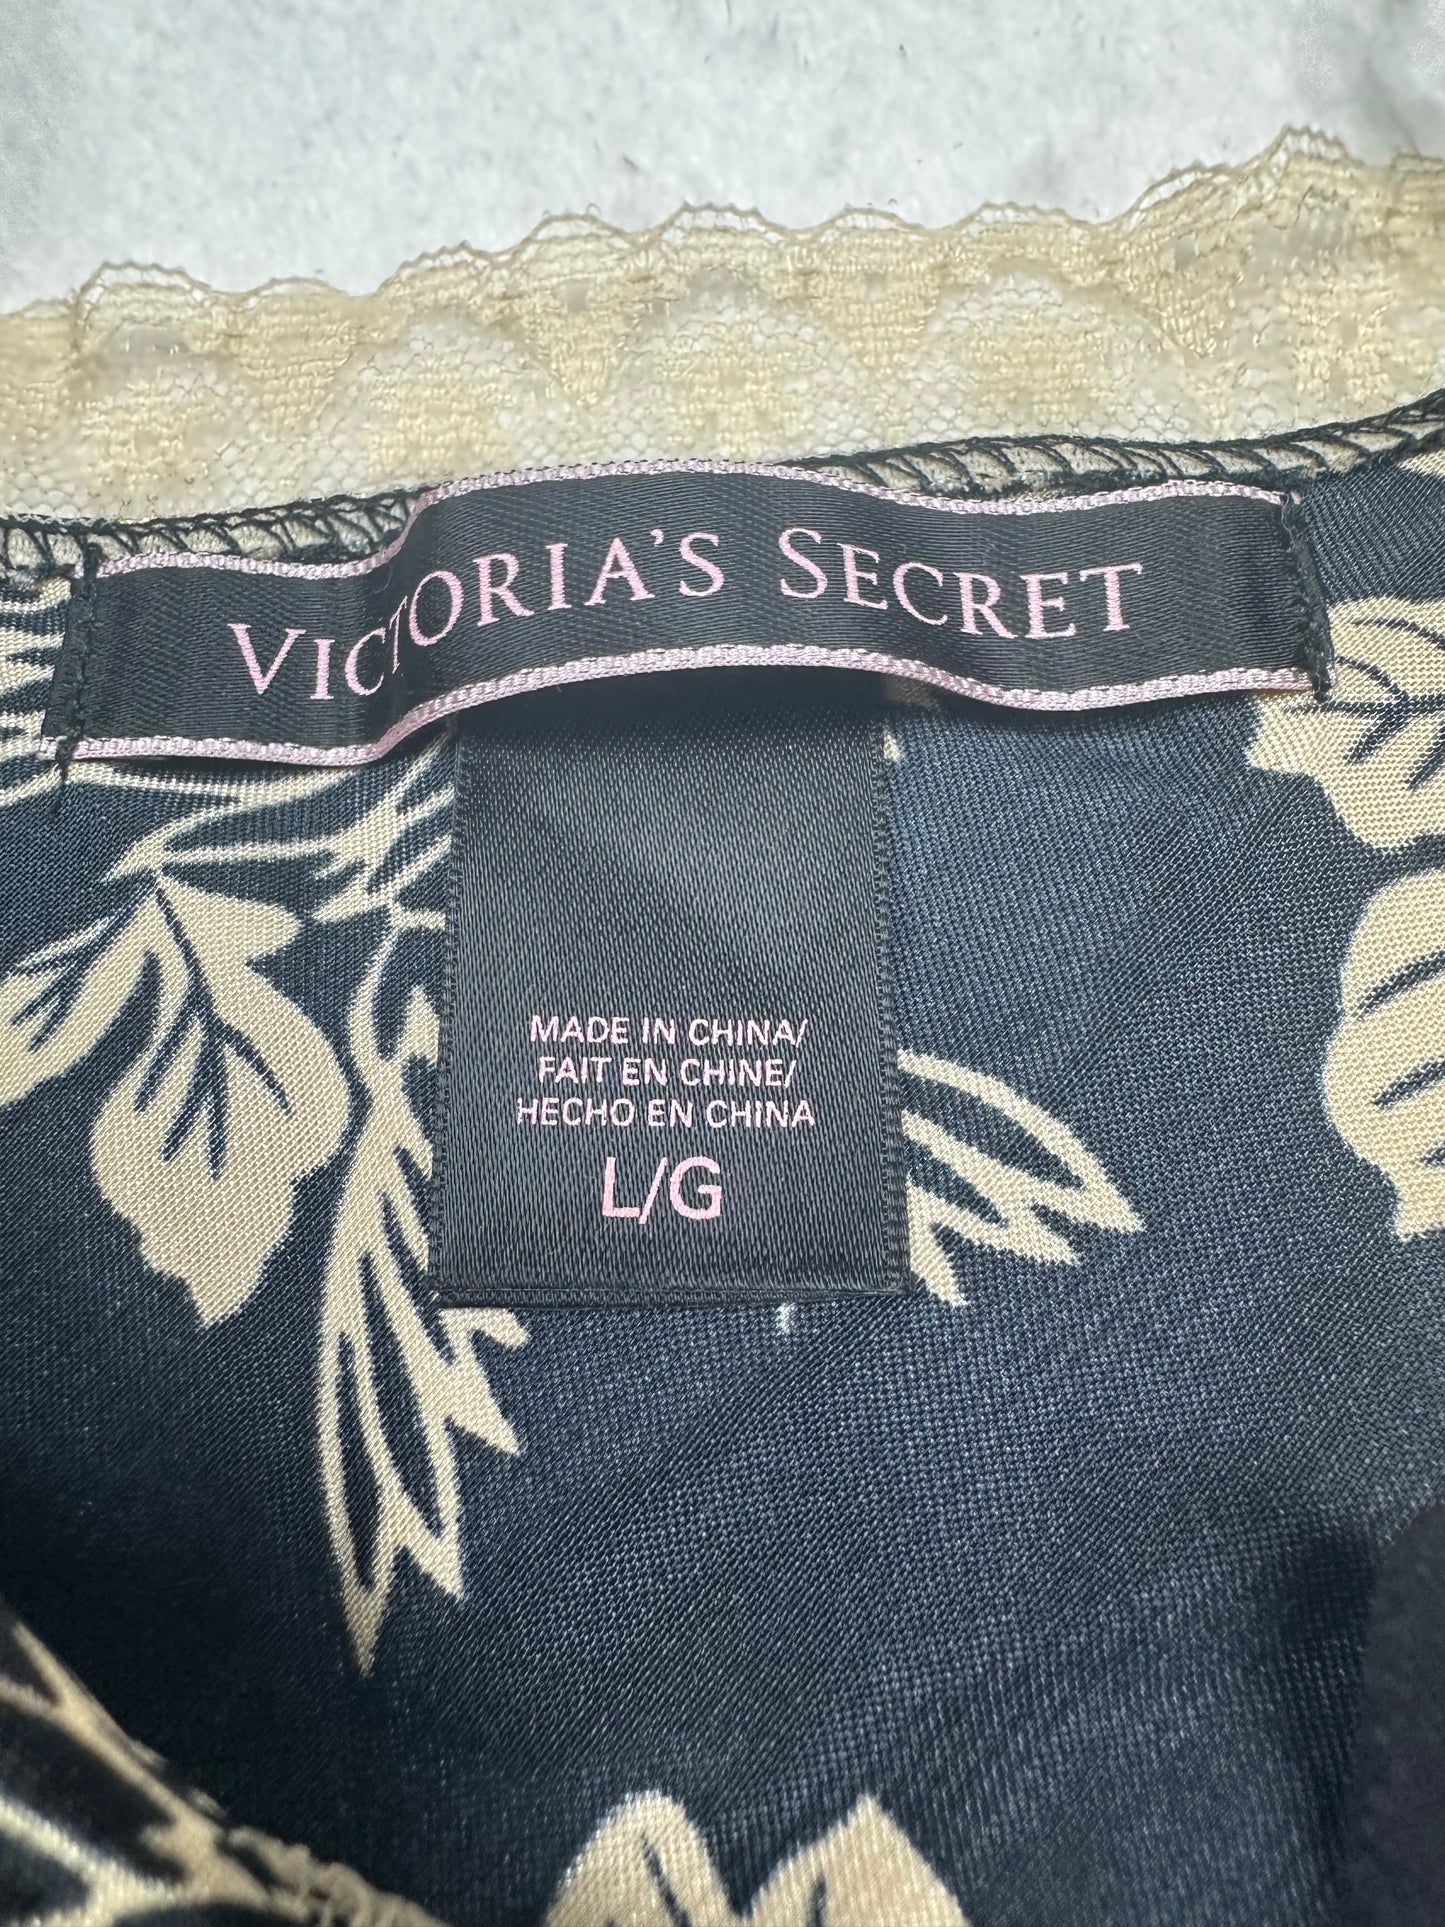 VICTORIA'S SECRET
MADE IN CHINA/
FAIT EN CHINE/
HECHO EN CHINA
L/G